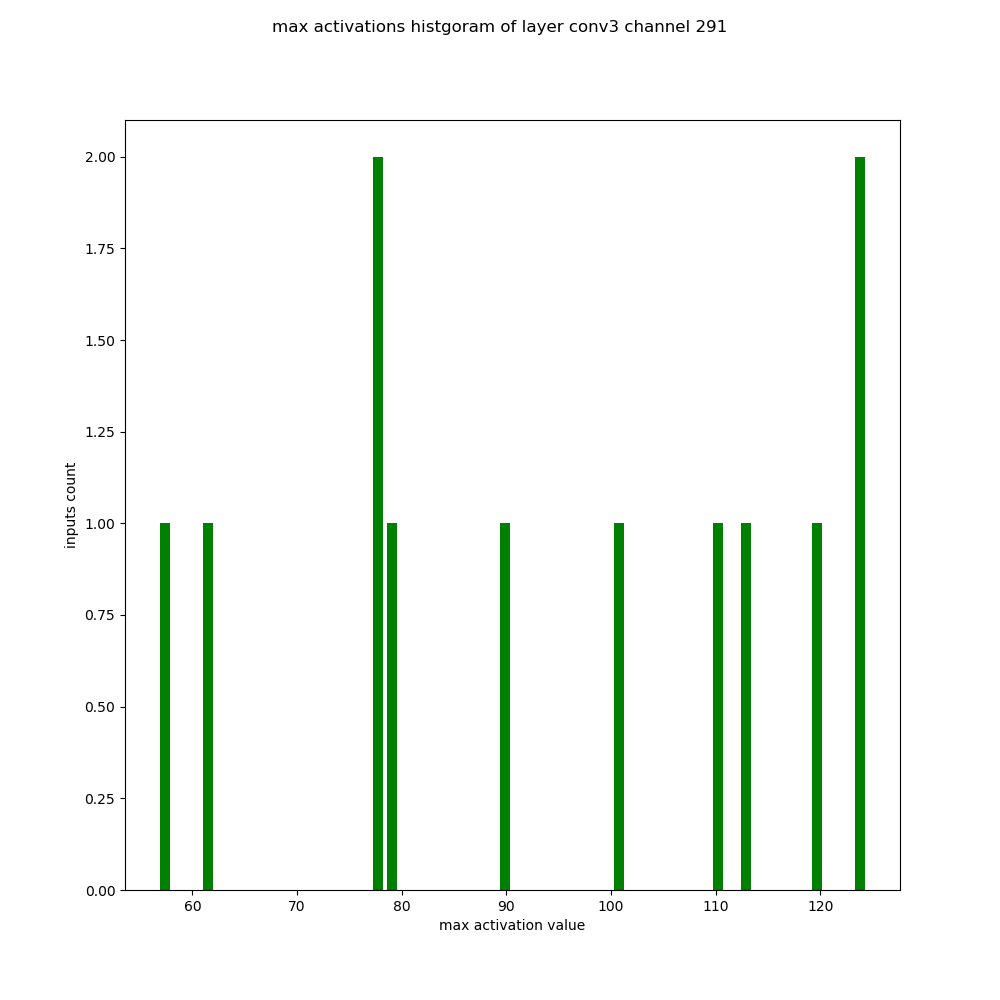 max activations histgoram of layer conv3 channel 291
2.00
1.75
1.50
1.25
1.00
0.75
0.50
0.25
0.00
inputs count
60 70 80 90 100 110 120
max activation value